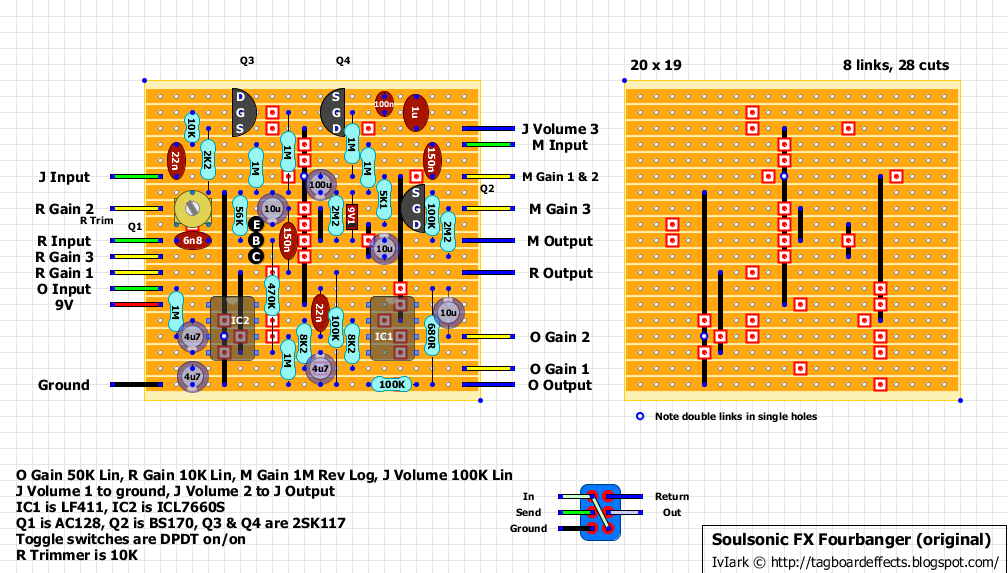 Q3
Q4
20 x 19
8 links, 28 cuts
D
G
S
S
G
D
100n
1u
10K
2K2
22n
1M
1M
1M
1M
150n
J Volume 3
M Input
J Input
100u
5K1
M Gain 1 & 2
Q2
R Gain 2
R Trim
56K
10u
2M2
9V1
S
G
D
100K
2M2
M Gain 3
Q1
R Input
6n8
E
B
C
150n
10u
M Output
R Gain 3
R Gain 1
R Output
O Input
9V
470K
1M
IC2
22n
100K
IC1
10u
680K
4u7
8K2
8K2
O Gain 2
1M
4u7
4u7
O Gain 1
Ground
100K
O Output
Note double links in single holes
O Gain 50K Lin, R Gain 10K Lin, M Gain 1M Rev Log, J Volume 100K Lin
J Volume 1 to ground, J Volume 2 to J Output
IC1 is LF411, IC2 is ICL7660S
Q1 is AC128, Q2 is BS170, Q3 & Q4 are 2SK117
Toggle switches are DPDT on/on
R Trimmer is 10K
In
Return
Send
Out
Ground
Soulsonic FX Fourbanger (original)
IvIark © http://tagboardeffects.blogspot.com/